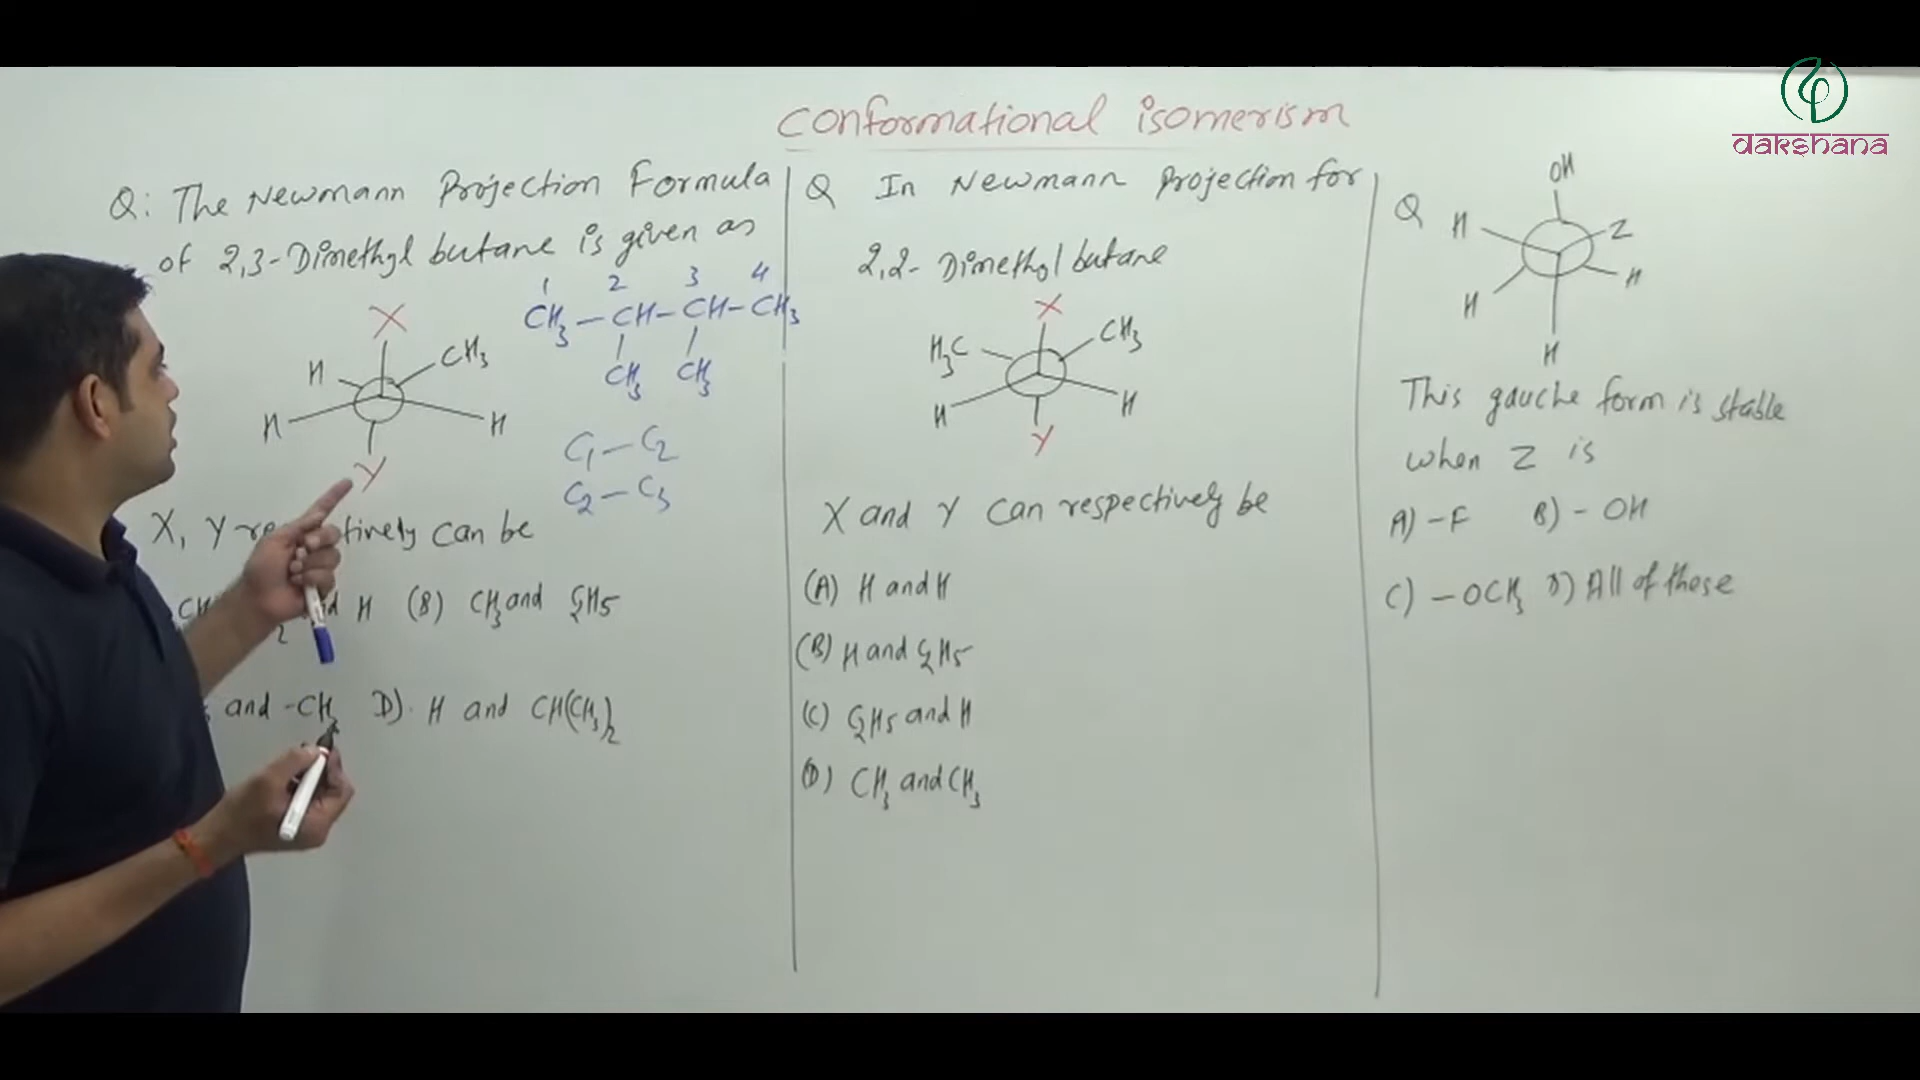 Conformational isomerism
dakshana
Q: The Newmann Projection Formula
of 2,3-Dimethyl butane is given as
1 2 3 4
CH3 – CH – CH – CH3
CH3 CH3
X
H CH3
H H
Y
C1 – C2
C2 – C3
X, Y can be
H (B) CH3 and C2H5
and -CH3 D). H and CH(CH3)2
Q In Newmann Projection for
2,2- Dimethyl butane
X
H3C CH3
H H
Y
X and Y can respectively be
(A) H and H
(B) H and C2H5
(C) C2H5 and H
(D) CH3 and CH3
Q
OH
H Z
H H
H
This gauche form is stable
when Z is
A) -F B) - OH
C) - OCH3 D) All of these